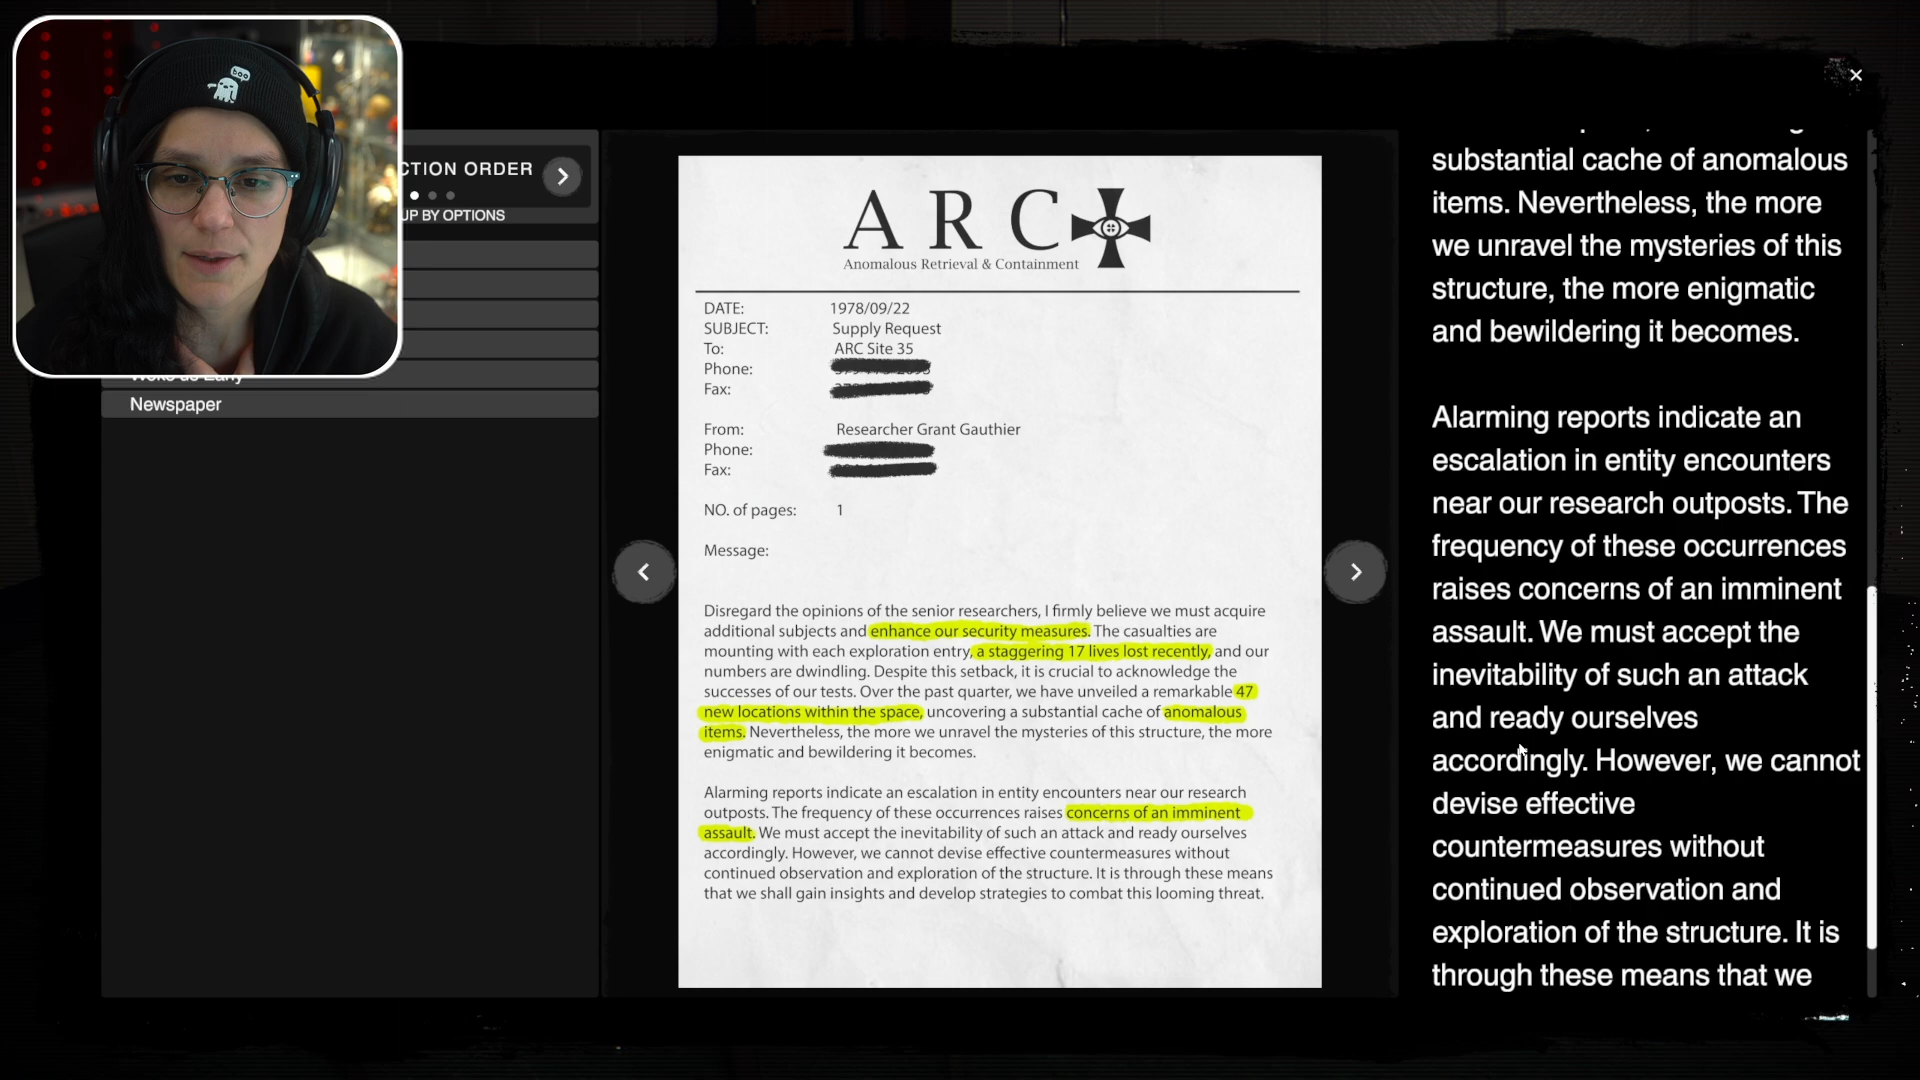 boo
CTION ORDER
UP BY OPTIONS
Newspaper
ARC
Anomalous Retrieval & Containment
DATE: 1978/09/22
SUBJECT: Supply Request
To: ARC Site 35
Phone:
Fax:
From: Researcher Grant Gauthier
Phone:
Fax:
NO. of pages: 1
Message:
Disregard the opinions of the senior researchers, I firmly believe we must acquire
additional subjects and enhance our security measures. The casualties are
mounting with each exploration entry, a staggering 17 lives lost recently, and our
numbers are dwindling. Despite this setback, it is crucial to acknowledge the
successes of our tests. Over the past quarter, we have unveiled a remarkable 47
new locations within the space, uncovering a substantial cache of anomalous
items. Nevertheless, the more we unravel the mysteries of this structure, the more
enigmatic and bewildering it becomes.
Alarming reports indicate an escalation in entity encounters near our research
outposts. The frequency of these occurrences raises concerns of an imminent
assault. We must accept the inevitability of such an attack and ready ourselves
accordingly. However, we cannot devise effective countermeasures without
continued observation and exploration of the structure. It is through these means
that we shall gain insights and develop strategies to combat this looming threat.
substantial cache of anomalous
items. Nevertheless, the more
we unravel the mysteries of this
structure, the more enigmatic
and bewildering it becomes.
Alarming reports indicate an
escalation in entity encounters
near our research outposts. The
frequency of these occurrences
raises concerns of an imminent
assault. We must accept the
inevitability of such an attack
and ready ourselves
accordingly. However, we cannot
devise effective
countermeasures without
continued observation and
exploration of the structure. It is
through these means that we